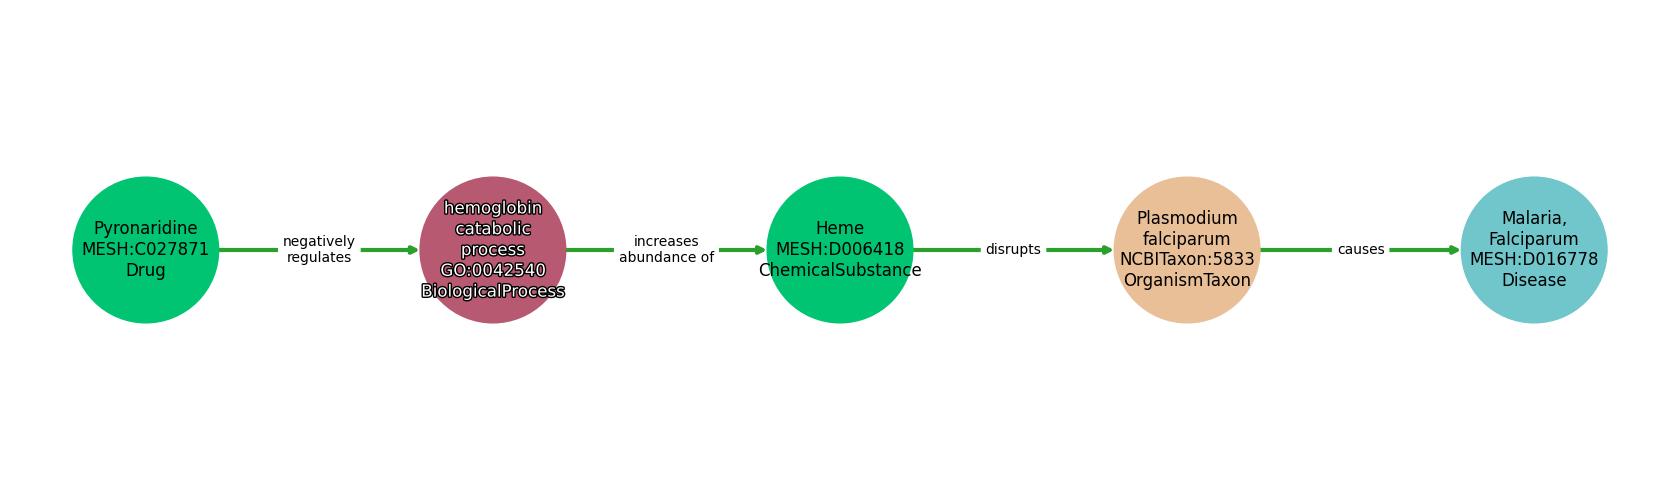 Pyronaridine
MESH:C027871
Drug
negatively
regulates
hemoglobin
catabolic
process
GO:0042540
BiologicalProcess
increases
abundance of
Heme
MESH:D006418
ChemicalSubstance
disrupts
Plasmodium
falciparum
NCBITaxon:5833
OrganismTaxon
causes
Malaria,
Falciparum
MESH:D016778
Disease